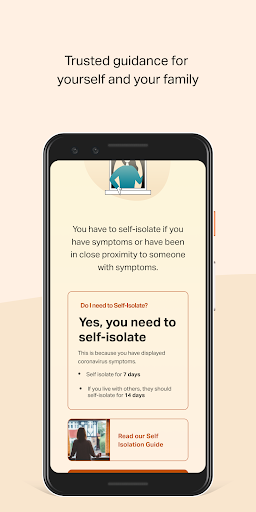 Trusted guidance for
yourself and your family
You have to self-isolate if you
have symptoms or have been
in close proximity to someone
with symptoms.
Do I need to Self-Isolate?
Yes, you need to
self-isolate
This is because you have displayed
coronavirus symptoms.
• Self isolate for 7 days
• If you live with others, they should
self-isolate for 14 days
Read our Self
Isolation Guide